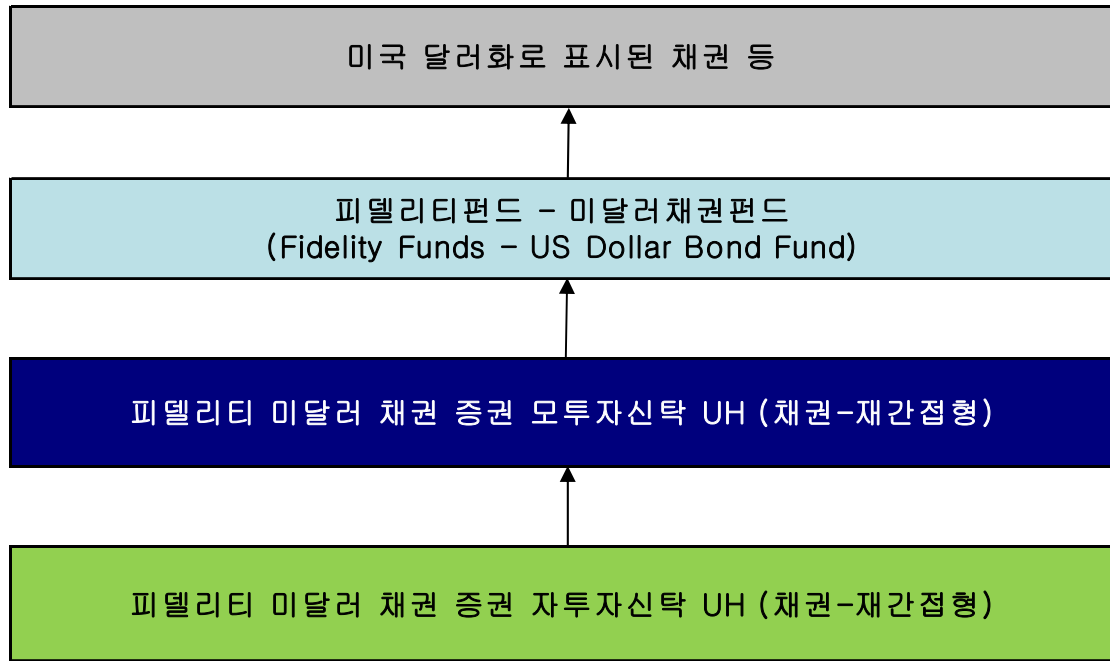 미국 달러화로 표시된 채권 등
피델리티펀드 - 미달러채권펀드
(Fidelity Funds - US Dollar Bond Fund)
피델리티 미달러 채권 증권 모투자신탁 UH (채권-재간접형)
피델리티 미달러 채권 증권 자투자신탁 UH (채권-재간접형)